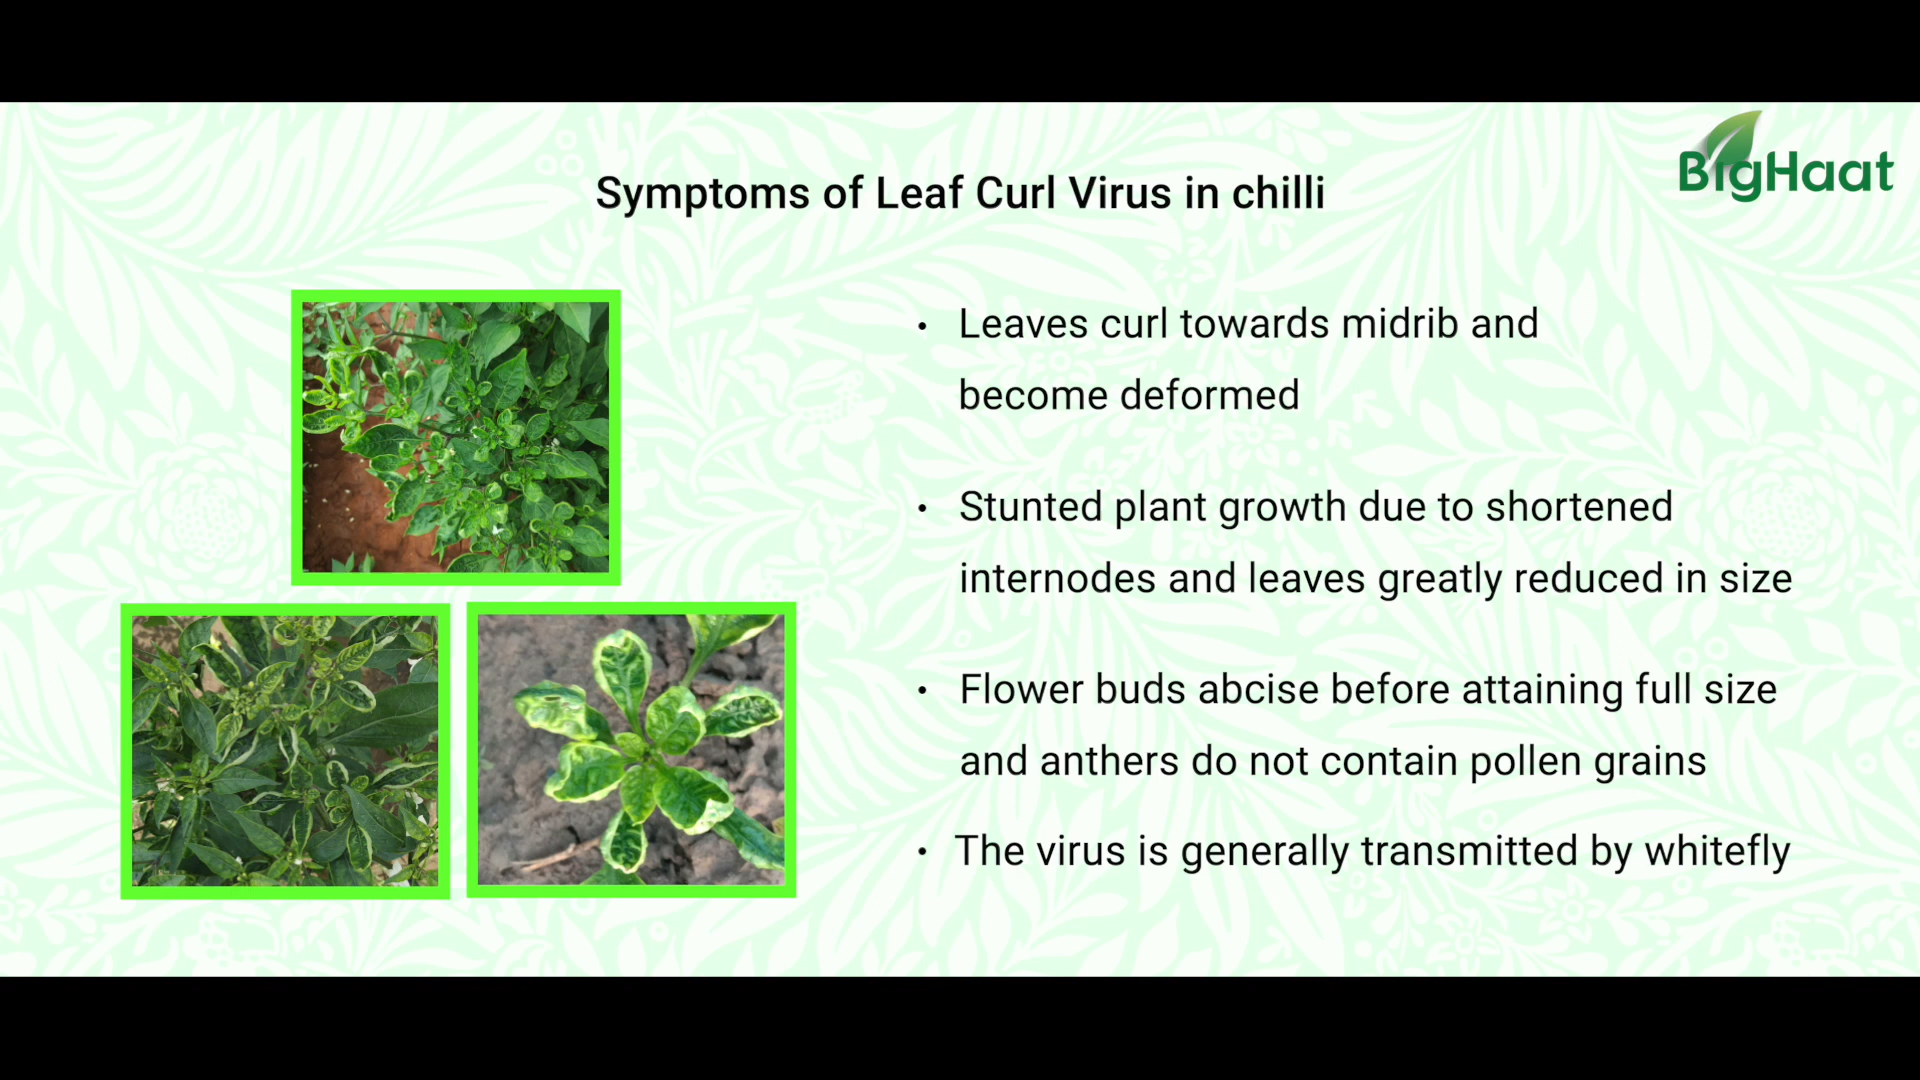 BigHaat
Symptoms of Leaf Curl Virus in chilli
• Leaves curl towards midrib and
become deformed
• Stunted plant growth due to shortened
internodes and leaves greatly reduced in size
• Flower buds abcise before attaining full size
and anthers do not contain pollen grains
• The virus is generally transmitted by whitefly